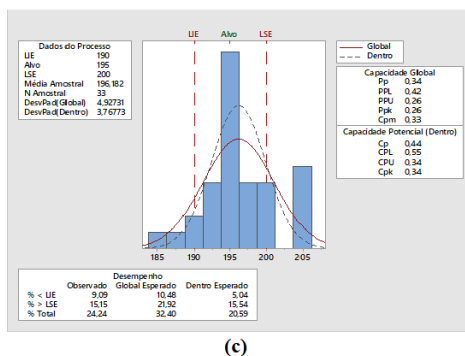 LIE Alvo LSE
Dados do Processo
LIE 190
Alvo 195
LSE 200
Média Amostral 196,182
N Amostral 33
DesvPad(Global) 4,92731
DesvPad(Dentro) 3,76773
Global
Dentro
Capacidade Global
Pp 0,34
PPL 0,42
PPU 0,26
Ppk 0,26
Cpm 0,33
Capacidade Potencial (Dentro)
Cp 0,44
CPL 0,55
CPU 0,34
Cpk 0,34
185 190 195 200 205
Desempenho
Observado Global Esperado Dentro Esperado
% < LIE 9,09 10,48 5,04
% > LSE 15,15 21,92 15,54
% Total 24,24 32,40 20,59
(c)